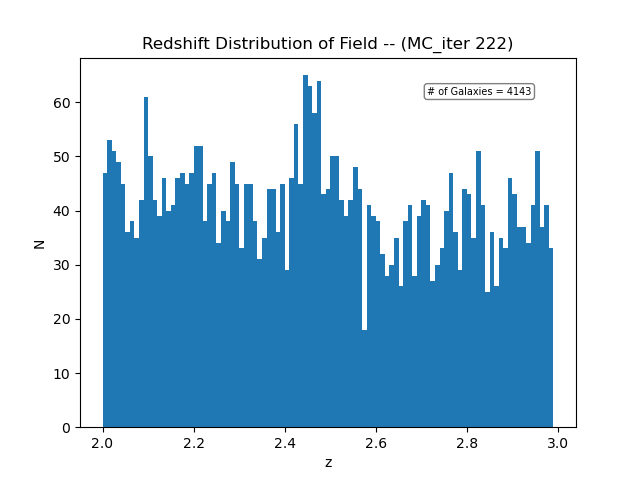 Redshift Distribution of Field -- (MC_iter 222)
# of Galaxies = 4143
60
50
40
30
20
10
0
N
2.0 2.2 2.4 2.6 2.8 3.0
z